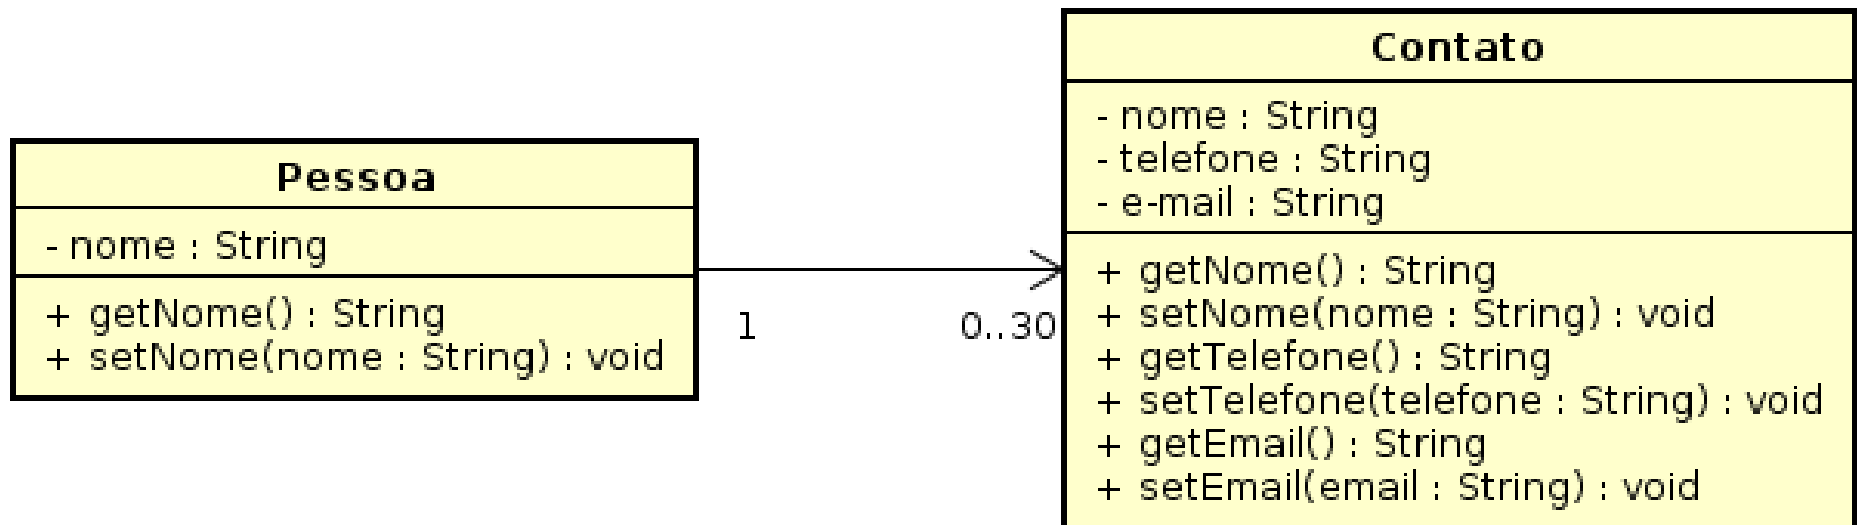 Pessoa
- nome : String
+ getNome() : String
+ setNome(nome : String) : void
1
0..30
Contato
- nome : String
- telefone : String
- e-mail : String
+ getNome() : String
+ setNome(nome : String) : void
+ getTelefone() : String
+ setTelefone(telefone : String) : void
+ getEmail() : String
+ setEmail(email : String) : void